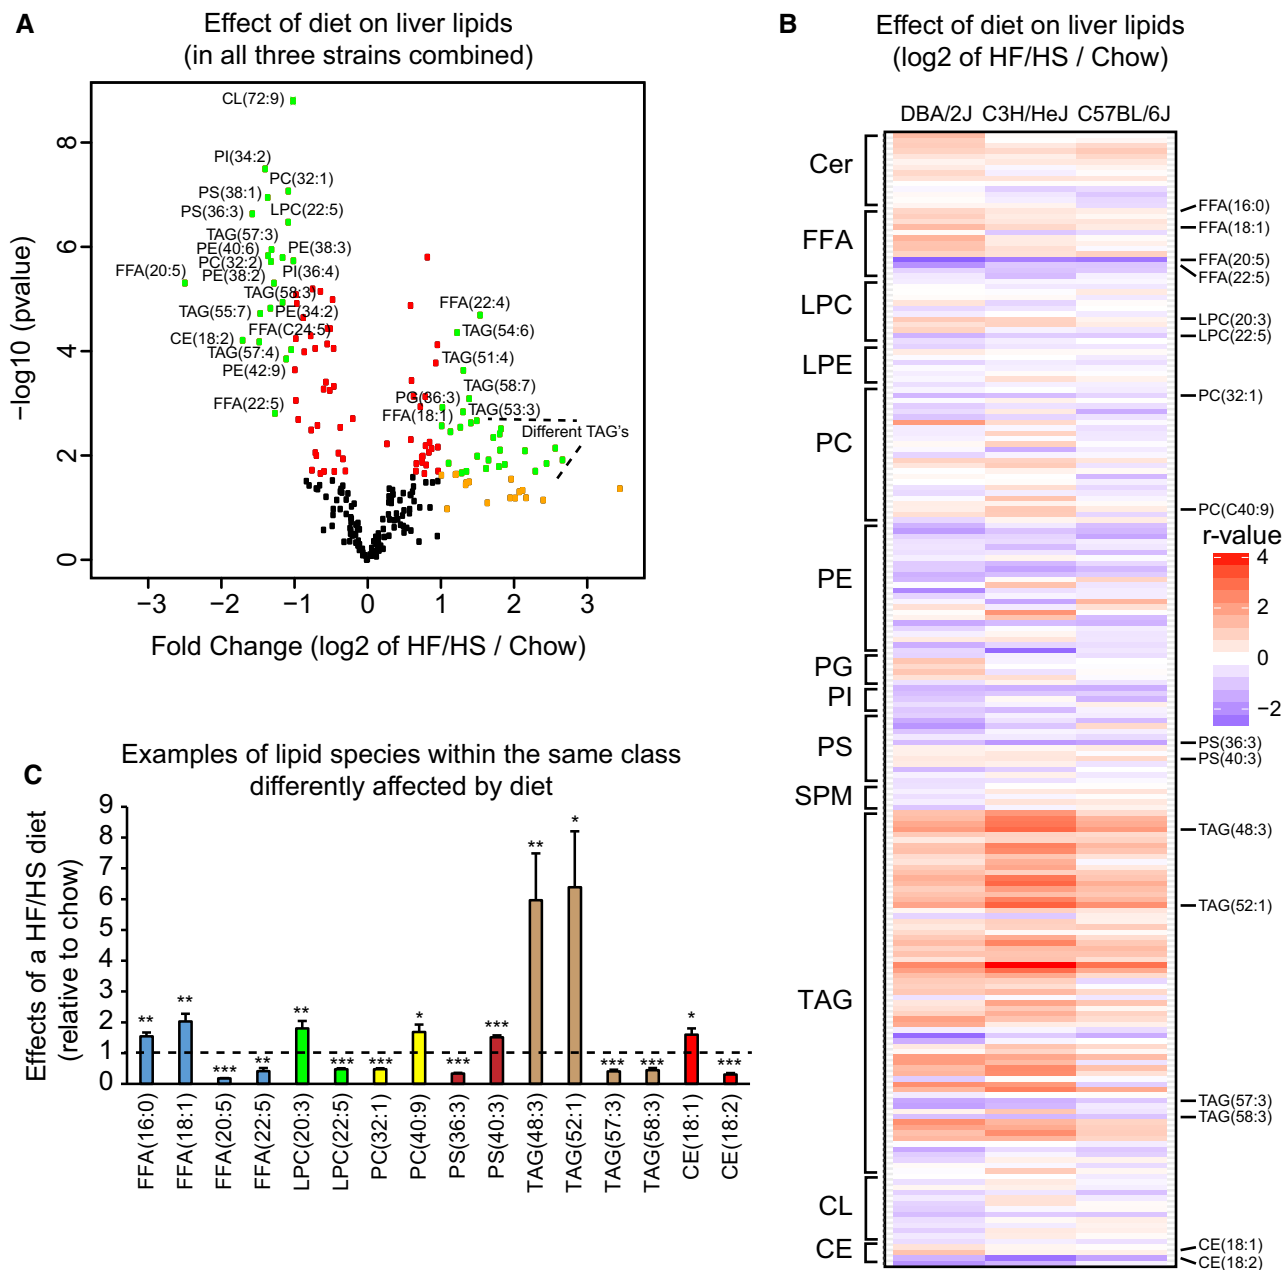 A
Effect of diet on liver lipids
(in all three strains combined)
−log10 (pvalue)
8
6
4
2
0
CL(72:9)
PI(34:2)
PC(32:1)
PS(38:1)
PS(36:3)
LPC(22:5)
TAG(57:3)
PE(40:6)
PE(38:3)
PC(32:2)
FFA(20:5)
PE(38:2)
PI(36:4)
TAG(58:3)
TAG(55:7)
PE(34:2)
FFA(C24:5)
CE(18:2)
TAG(57:4)
PE(42:9)
FFA(22:5)
FFA(22:4)
TAG(54:6)
TAG(51:4)
TAG(58:7)
PG(36:3)
TAG(53:3)
FFA(18:1)
Different TAG's
−3 −2 −1 0 1 2 3
Fold Change (log2 of HF/HS / Chow)
B
Effect of diet on liver lipids
(log2 of HF/HS / Chow)
DBA/2J C3H/HeJ C57BL/6J
Cer
FFA
LPC
LPE
PC
PE
PG
PI
PS
SPM
TAG
CL
CE
FFA(16:0)
FFA(18:1)
FFA(20:5)
FFA(22:5)
LPC(20:3)
LPC(22:5)
PC(32:1)
PC(C40:9)
r-value
4
2
0
−2
PS(36:3)
PS(40:3)
TAG(48:3)
TAG(52:1)
TAG(57:3)
TAG(58:3)
CE(18:1)
CE(18:2)
C
Examples of lipid species within the same class
differently affected by diet
Effects of a HF/HS diet
(relative to chow)
9
8
7
6
5
4
3
2
1
0
** ** *** ** ** *** *** * *** *** ** * *** *** * ***
FFA(16:0)
FFA(18:1)
FFA(20:5)
FFA(22:5)
LPC(20:3)
LPC(22:5)
PC(32:1)
PC(40:9)
PS(36:3)
PS(40:3)
TAG(48:3)
TAG(52:1)
TAG(57:3)
TAG(58:3)
CE(18:1)
CE(18:2)